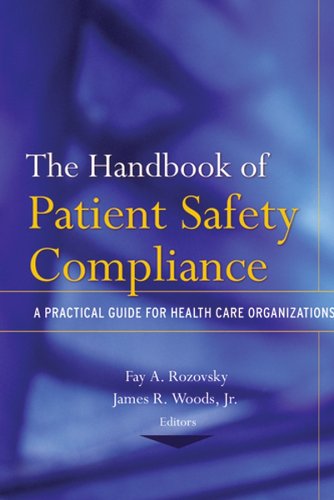 The Handbook of
Patient Safety
Compliance
A PRACTICAL GUIDE FOR HEALTH CARE ORGANIZATIONS
Fay A. Rozovsky
James R. Woods, Jr.
Editors